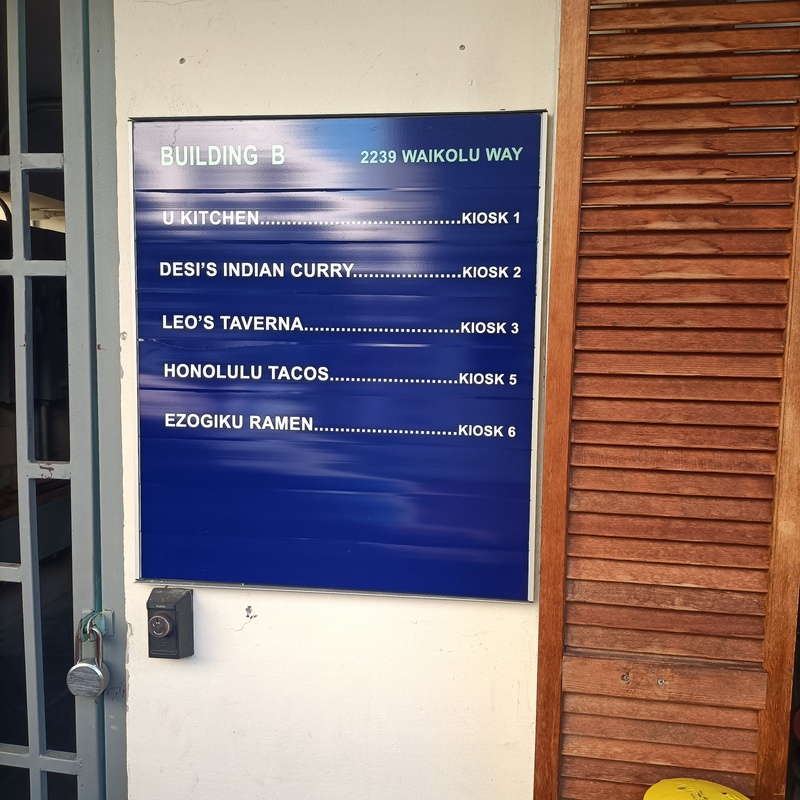 BUILDING B 2239 WAIKOLU WAY
U KITCHEN........................................KIOSK 1
DESI'S INDIAN CURRY.....................KIOSK 2
LEO'S TAVERNA..............................KIOSK 3
HONOLULU TACOS.........................KIOSK 5
EZOGIKU RAMEN............................KIOSK 6